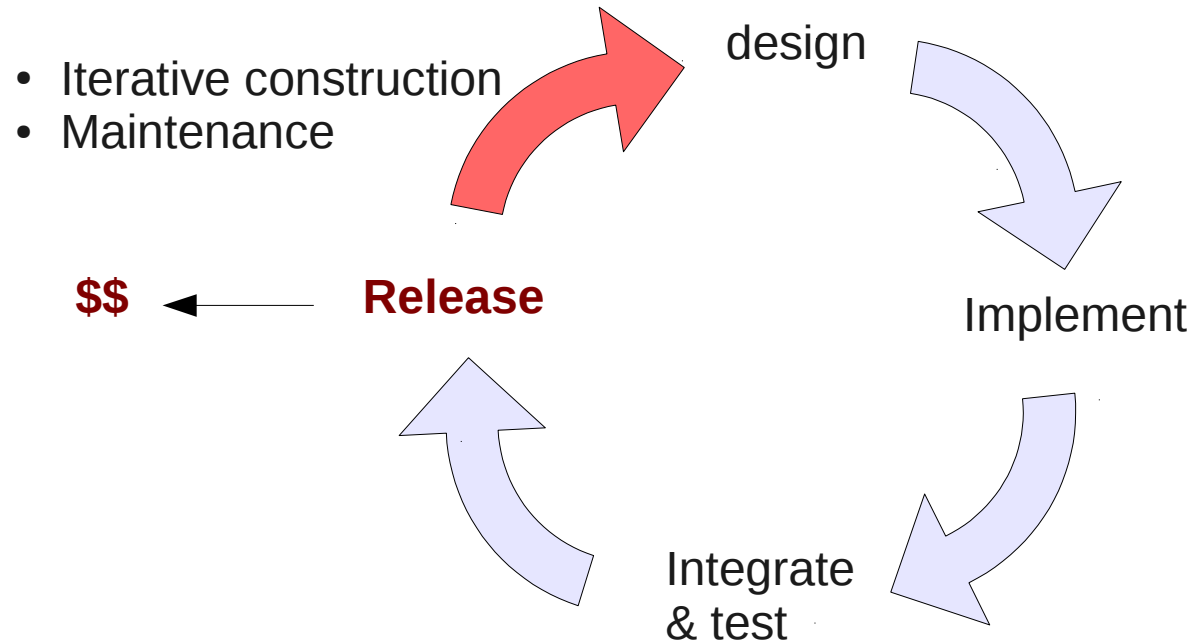 design
• Iterative construction
• Maintenance
$$
Release
Implement
Integrate
& test